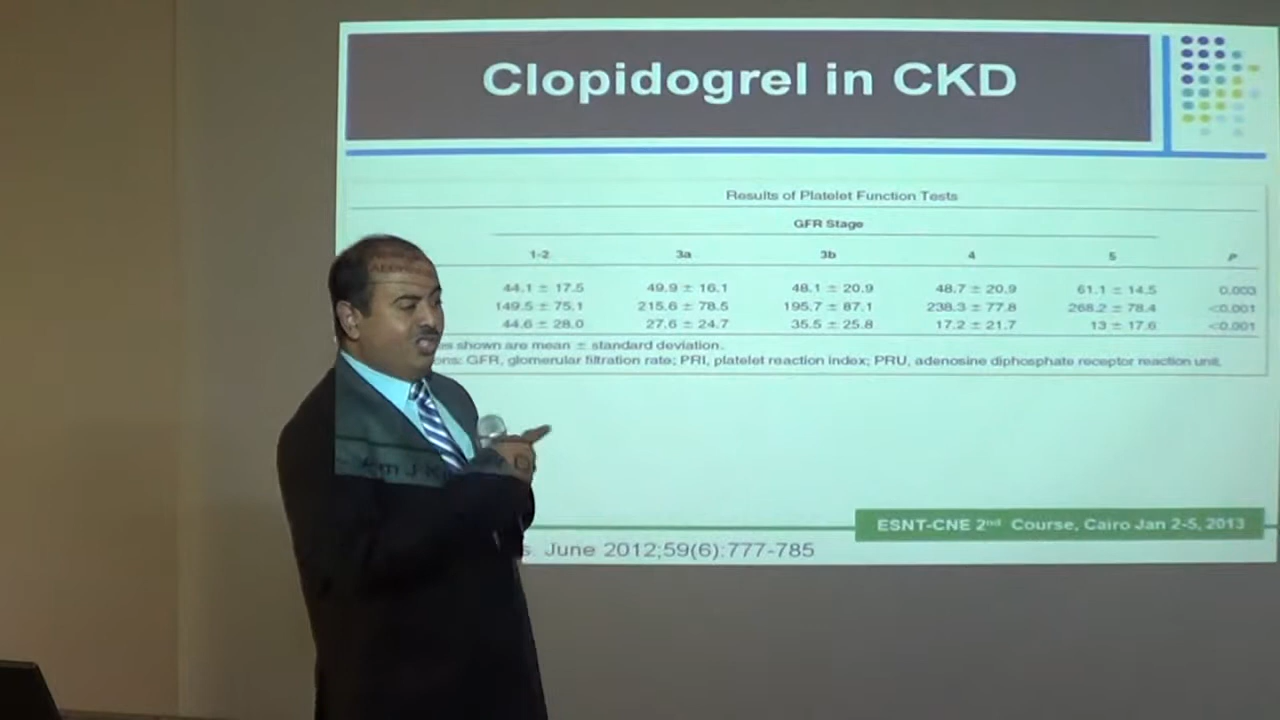 Clopidogrel in CKD
Results of Platelet Function Tests
GFR Stage
1-2 3a 3b 4 5 P
44.1 ± 17.5 49.9 ± 16.1 48.1 ± 20.9 48.7 ± 20.9 61.1 ± 14.5 0.003
149.5 ± 75.1 215.6 ± 78.5 195.7 ± 87.1 238.3 ± 77.8 268.2 ± 78.4 <0.001
44.6 ± 28.0 27.6 ± 24.7 35.5 ± 25.8 17.2 ± 21.7 13 ± 17.6 <0.001
shown are mean ± standard deviation.
GFR, glomerular filtration rate; PRI, platelet reaction index; PRU, adenosine diphosphate receptor reaction unit.
ESNT-CNE 2nd Course, Cairo Jan 2-5, 2013
Am J June 2012;59(6):777-785